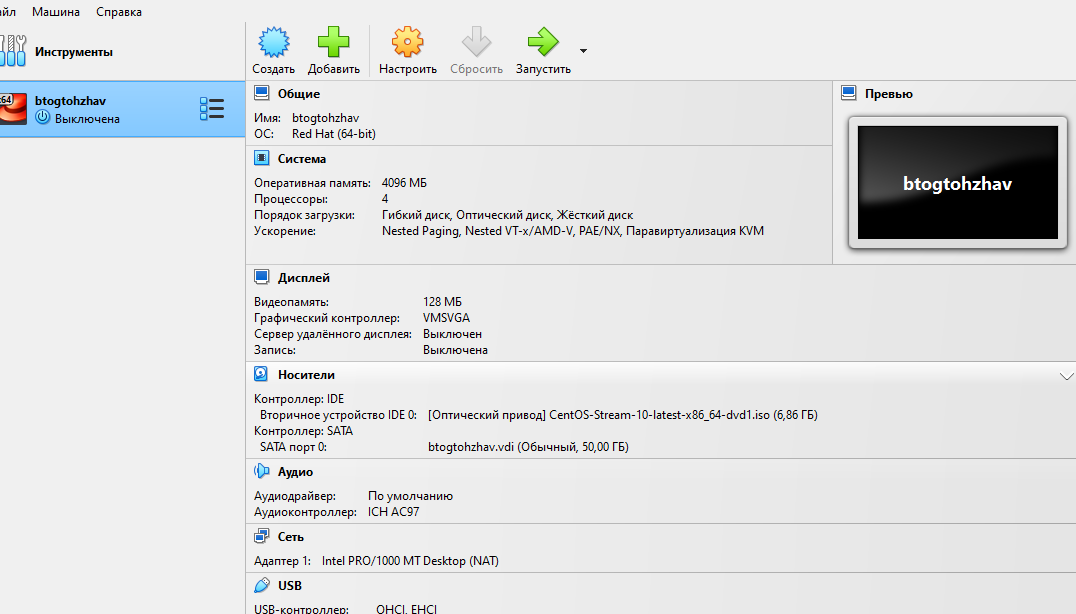 йл Машина Справка
Инструменты
64
btogtohzhav
Выключена
Создать Добавить Настроить Сбросить Запустить
Общие
Имя: btogtohzhav
ОС: Red Hat (64-bit)
Система
Оперативная память: 4096 МБ
Процессоры: 4
Порядок загрузки: Гибкий диск, Оптический диск, Жёсткий диск
Ускорение: Nested Paging, Nested VT-x/AMD-V, PAE/NX, Паравиртуализация KVM
Превью
btogtohzhav
Дисплей
Видеопамять: 128 МБ
Графический контроллер: VMSVGA
Сервер удалённого дисплея: Выключен
Запись: Выключена
Носители
Контроллер: IDE
Вторичное устройство IDE 0: [Оптический привод] CentOS-Stream-10-latest-x86_64-dvd1.iso (6,86 ГБ)
Контроллер: SATA
SATA порт 0: btogtohzhav.vdi (Обычный, 50,00 ГБ)
Аудио
Аудиодрайвер: По умолчанию
Аудиоконтроллер: ICH AC97
Сеть
Адаптер 1: Intel PRO/1000 MT Desktop (NAT)
USB
USB-контроллер: OHCI, EHCI